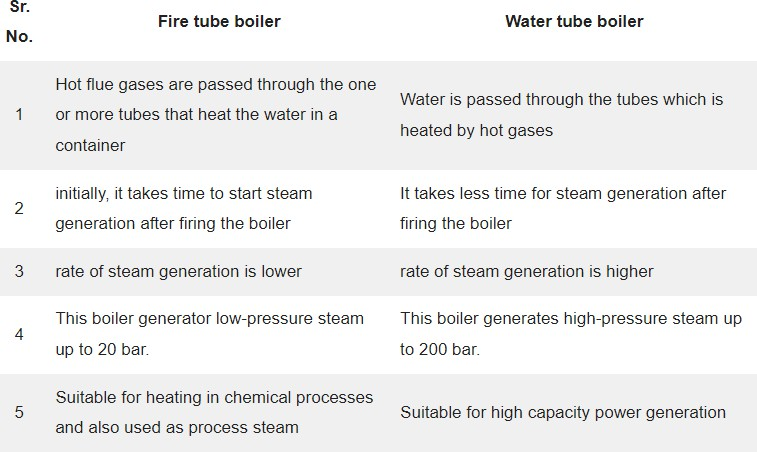 Sr.
No.
Fire tube boiler
Water tube boiler
1
Hot flue gases are passed through the one
or more tubes that heat the water in a
container
Water is passed through the tubes which is
heated by hot gases
2
initially, it takes time to start steam
generation after firing the boiler
It takes less time for steam generation after
firing the boiler
3
rate of steam generation is lower
rate of steam generation is higher
4
This boiler generator low-pressure steam
up to 20 bar.
This boiler generates high-pressure steam up
to 200 bar.
5
Suitable for heating in chemical processes
and also used as process steam
Suitable for high capacity power generation